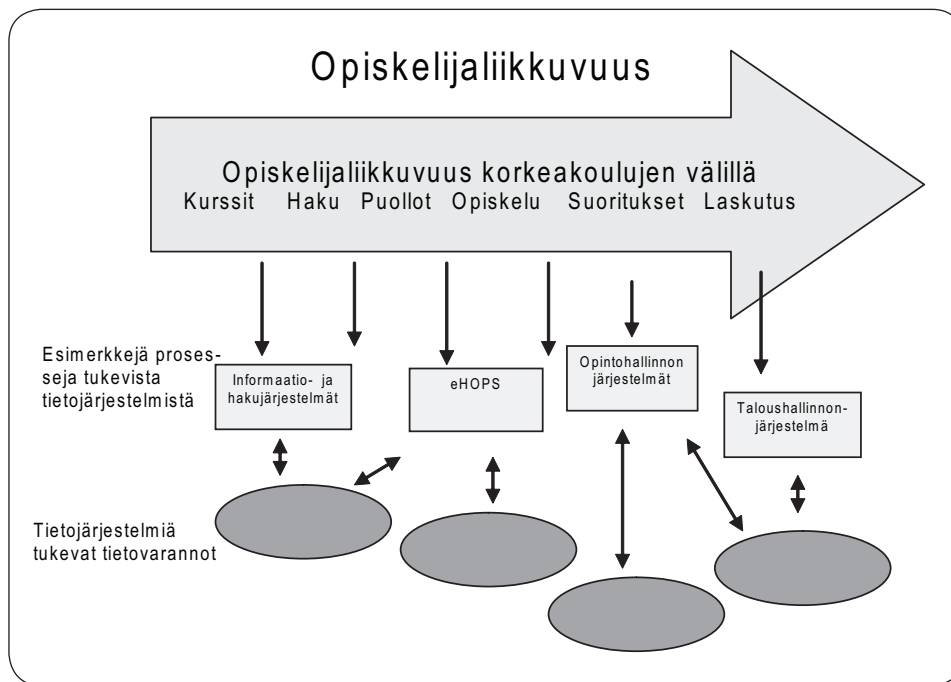 Opiskelijaliikkuvuus
Opiskelijaliikkuvuus korkeakoulujen välillä
Kurssit Haku Puollot Opiskelu Suoritukset Laskutus
Esimerkkejä proses-
seja tukevista
tietojärjestelmistä
Informaatio- ja
hakujärjestelmät
eHOPS
Opintohallinnon
järjestelmät
Taloushallinnon-
järjestelmä
Tietojärjestelmiä
tukevat tietovarannot